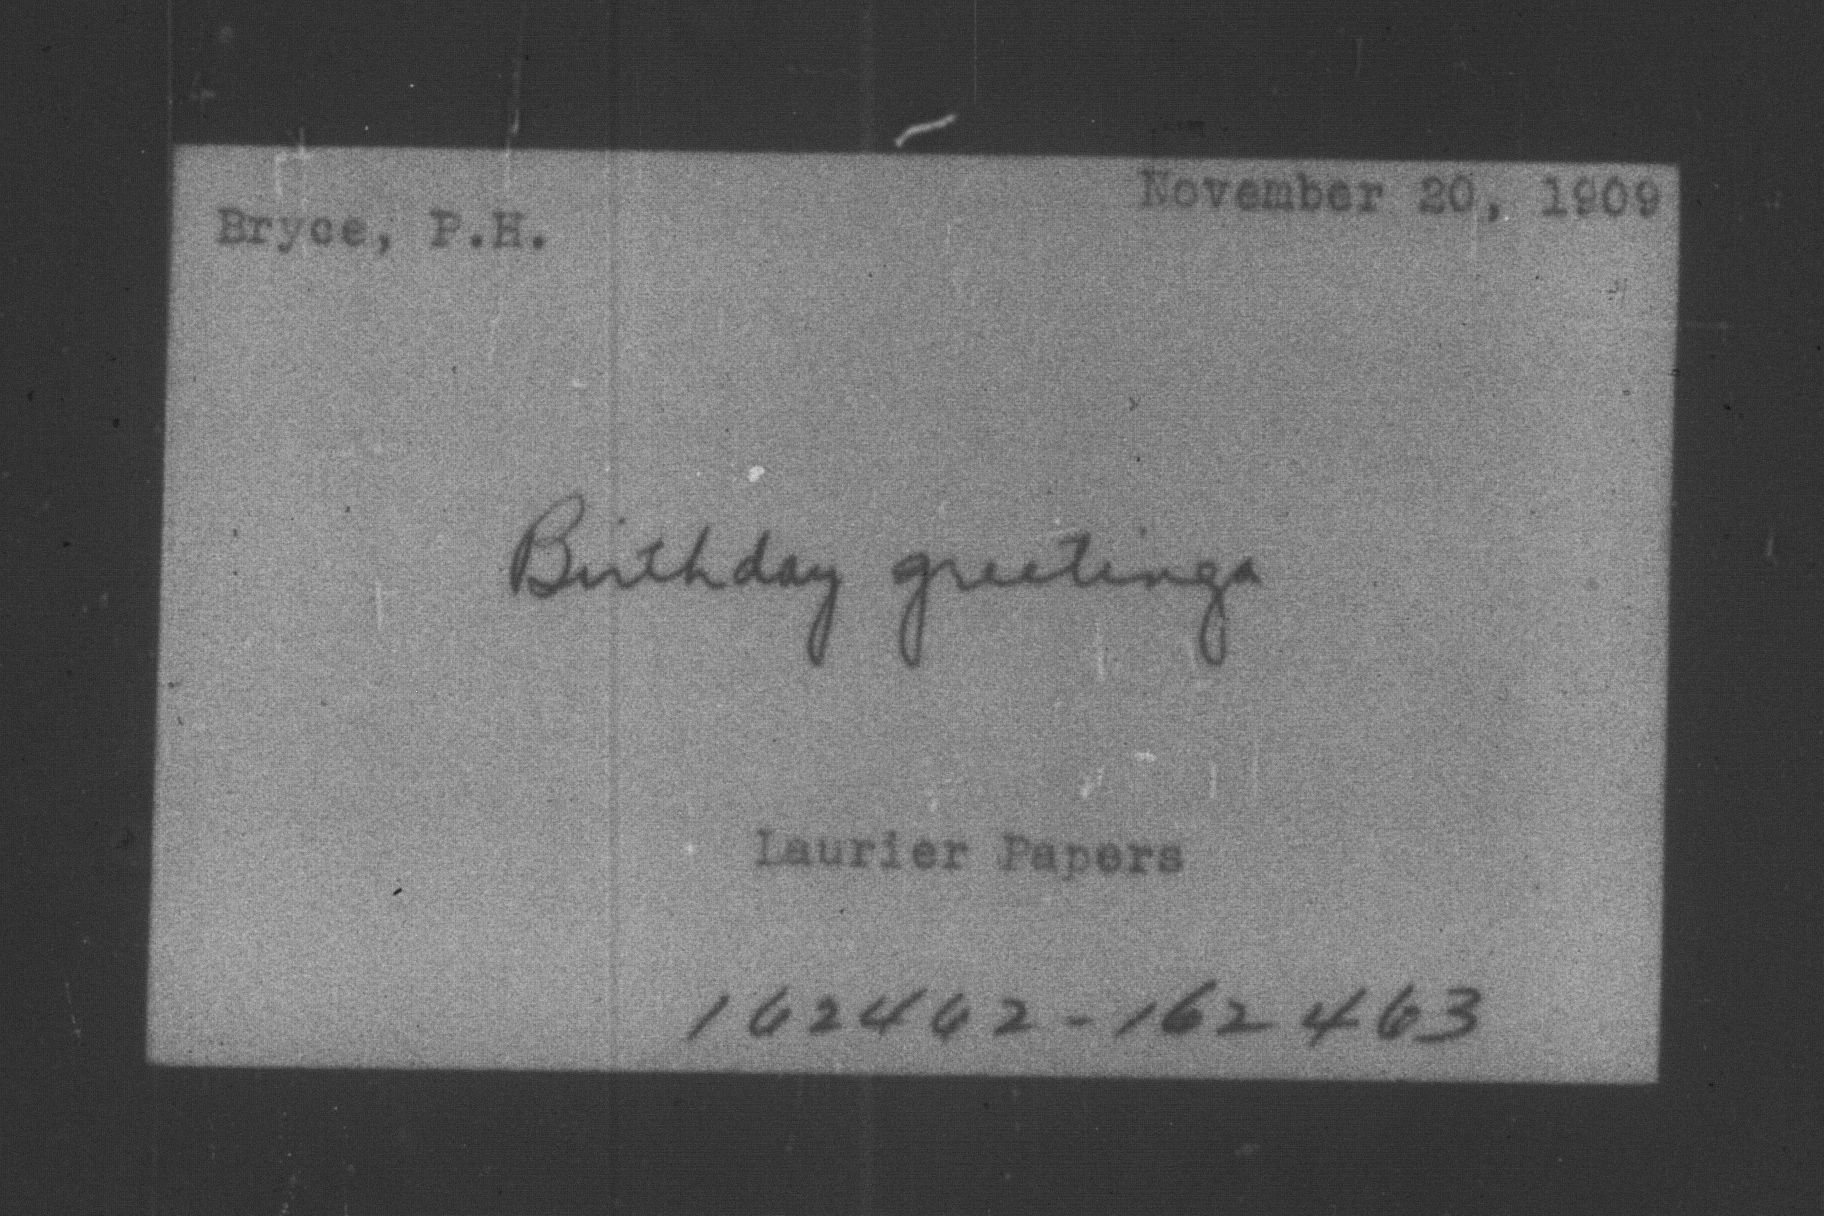 November 20, 1909
Bryce, P.H.
Birthday greetings
Laurier Papers
162462-162463